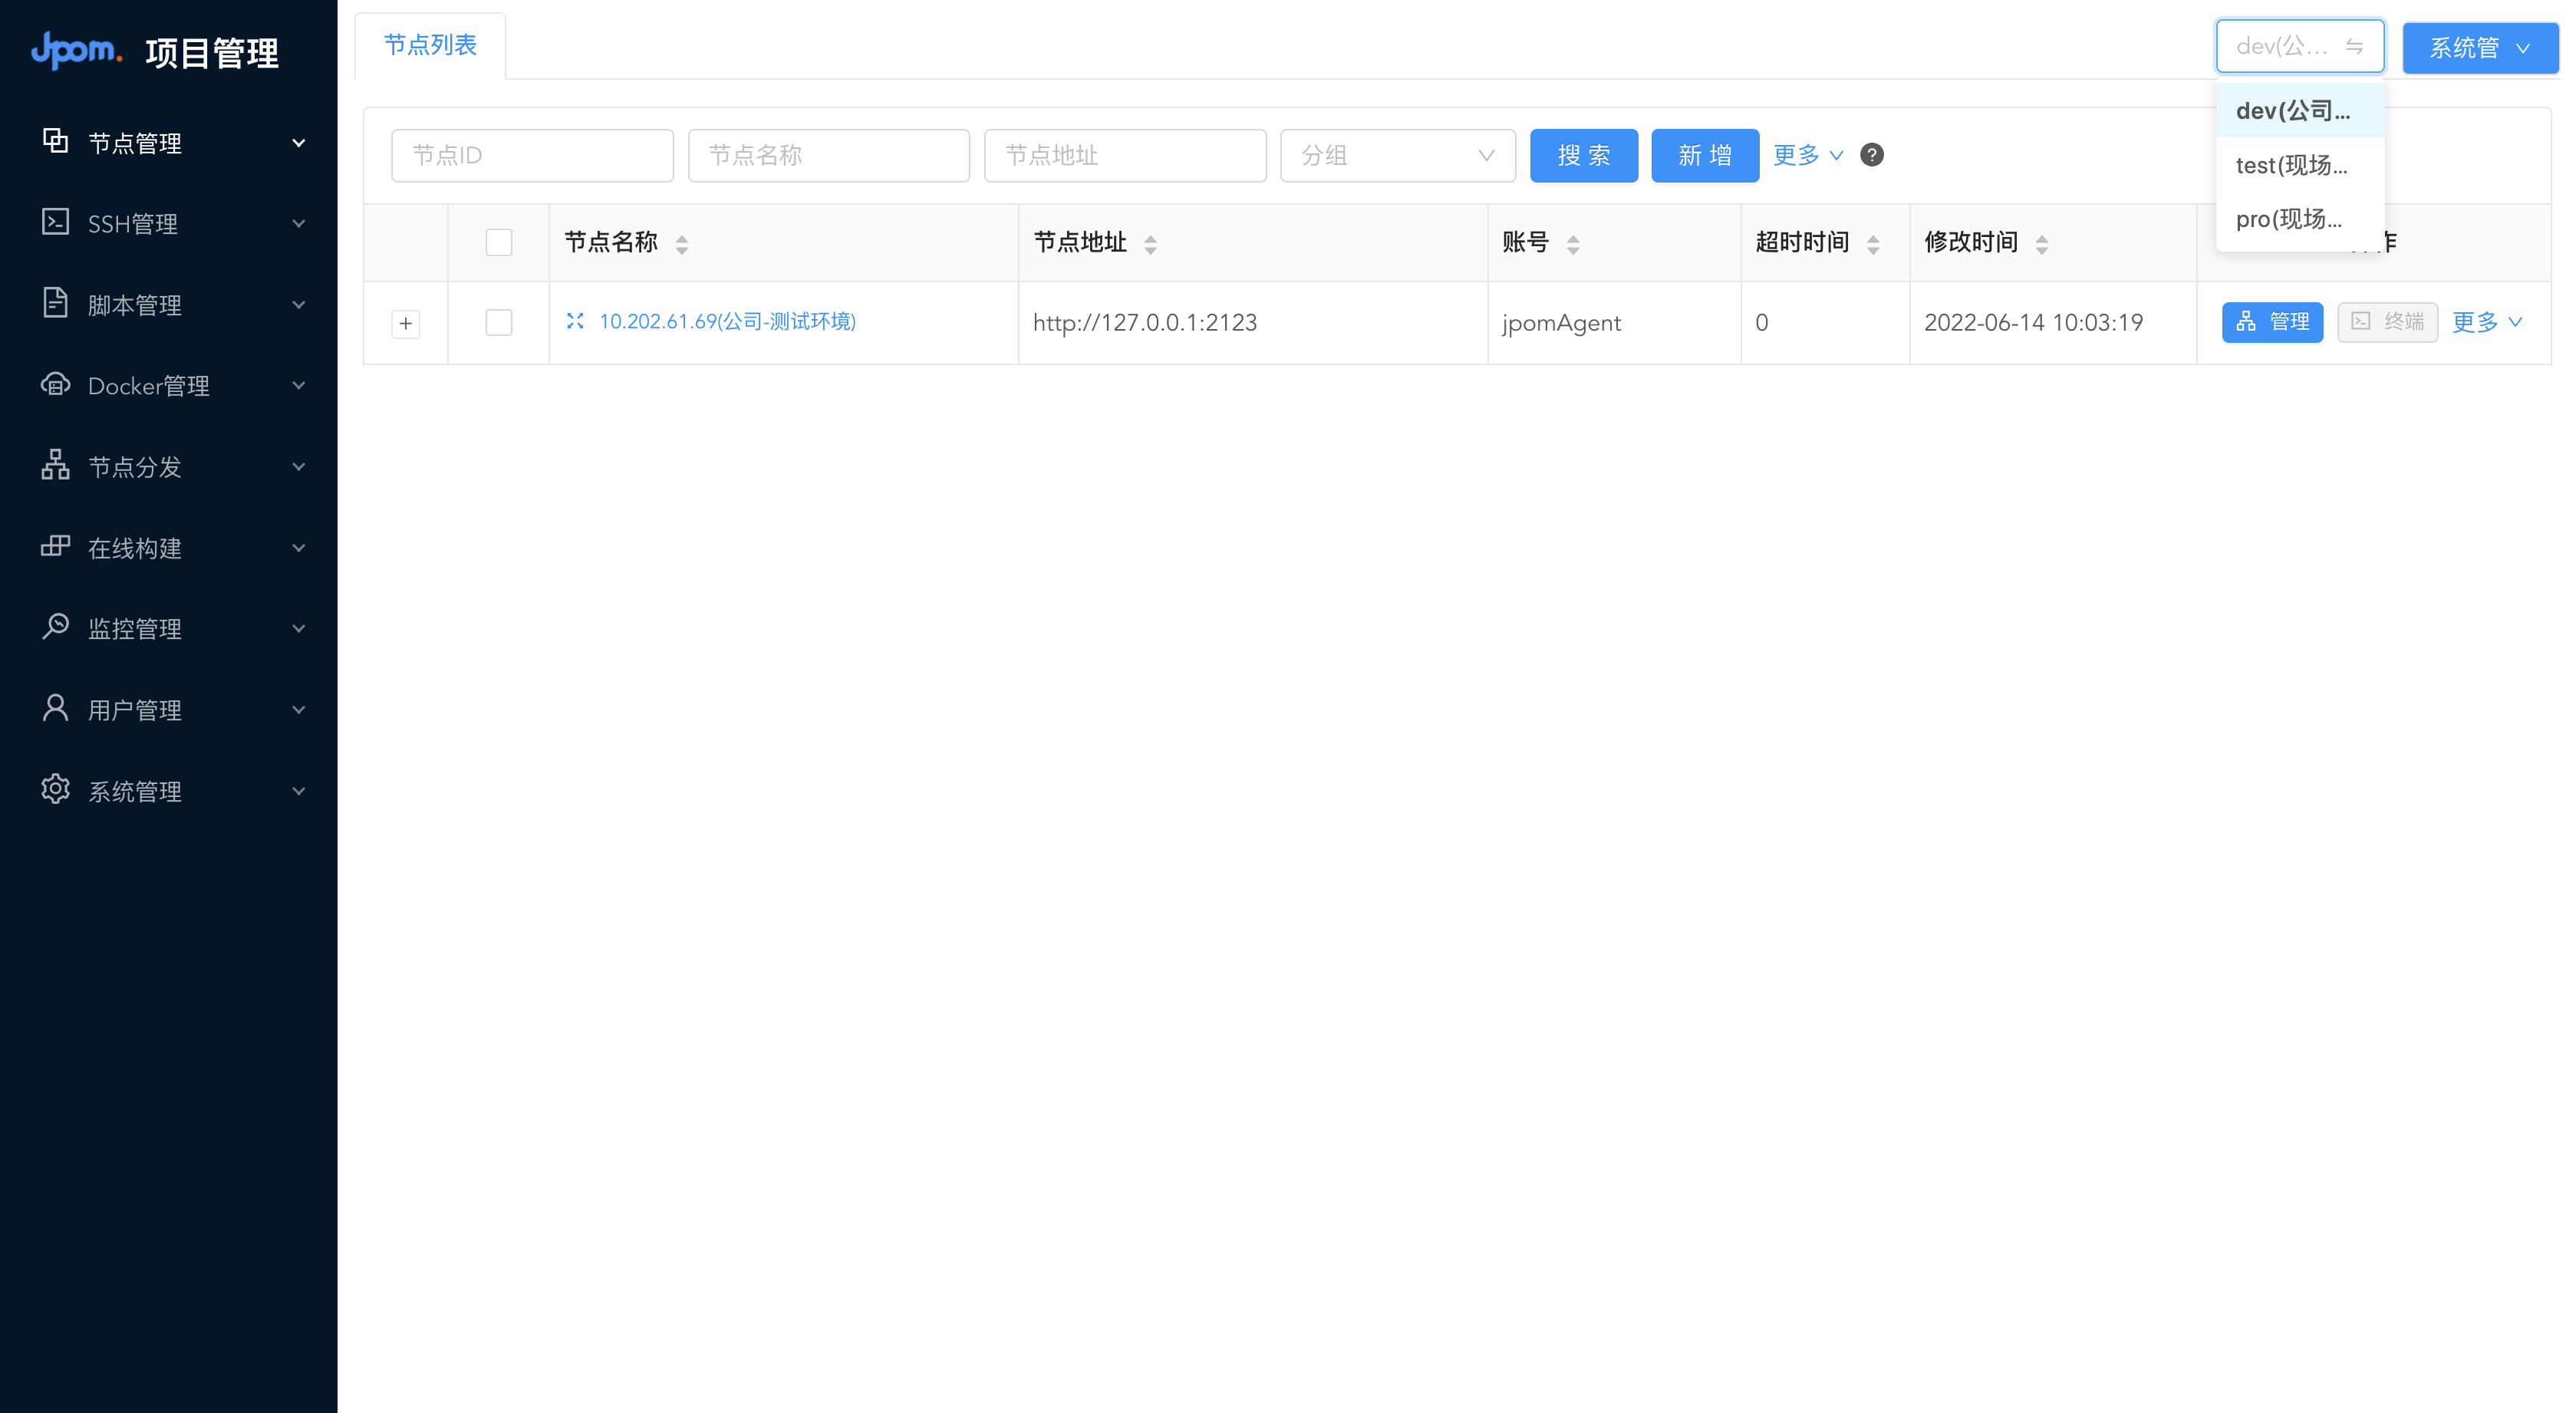 Jpom. 项目管理
节点管理
SSH管理
脚本管理
Docker管理
节点分发
在线构建
监控管理
用户管理
系统管理
节点列表
dev(公...
系统管
dev(公司...
test(现场...
pro(现场...
节点ID 节点名称 节点地址 分组 搜 索 新 增 更多 ?
节点名称 节点地址 账号 超时时间 修改时间 作
10.202.61.69(公司-测试环境) http://127.0.0.1:2123 jpomAgent 0 2022-06-14 10:03:19 管理 终端 更多